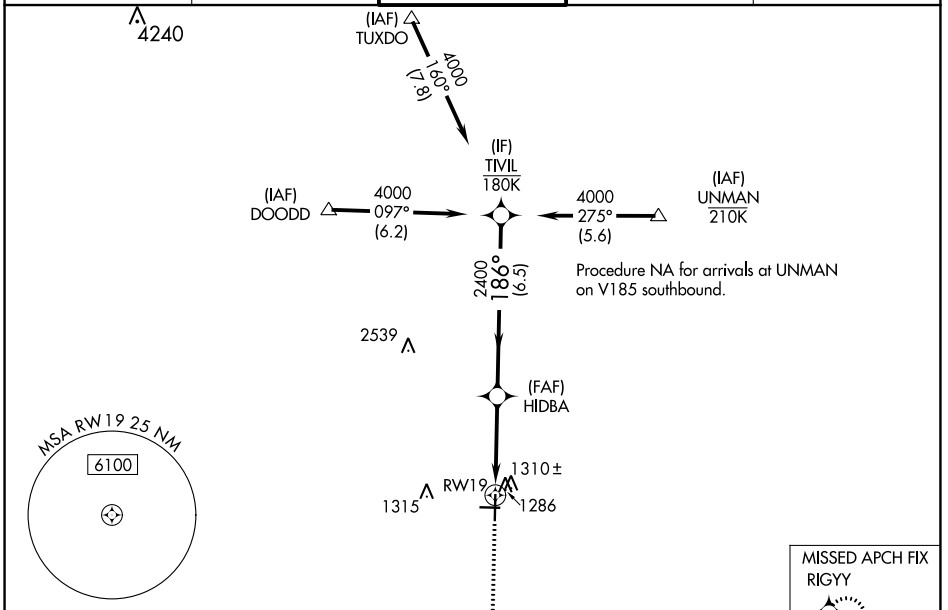 4240
(IAF)
TUXDO
4000
160°
(7.8)
(IF)
TIVIL
180K
(IAF)
DOODD
4000
097°
(6.2)
4000
275°
(5.6)
(IAF)
UNMAN
210K
2400
186°
(6.5)
Procedure NA for arrivals at UNMAN
on V185 southbound.
2539
(FAF)
HIDBA
MSA RW19 25 NM
6100
RW19
1310±
1315
1286
MISSED APCH FIX
RIGYY